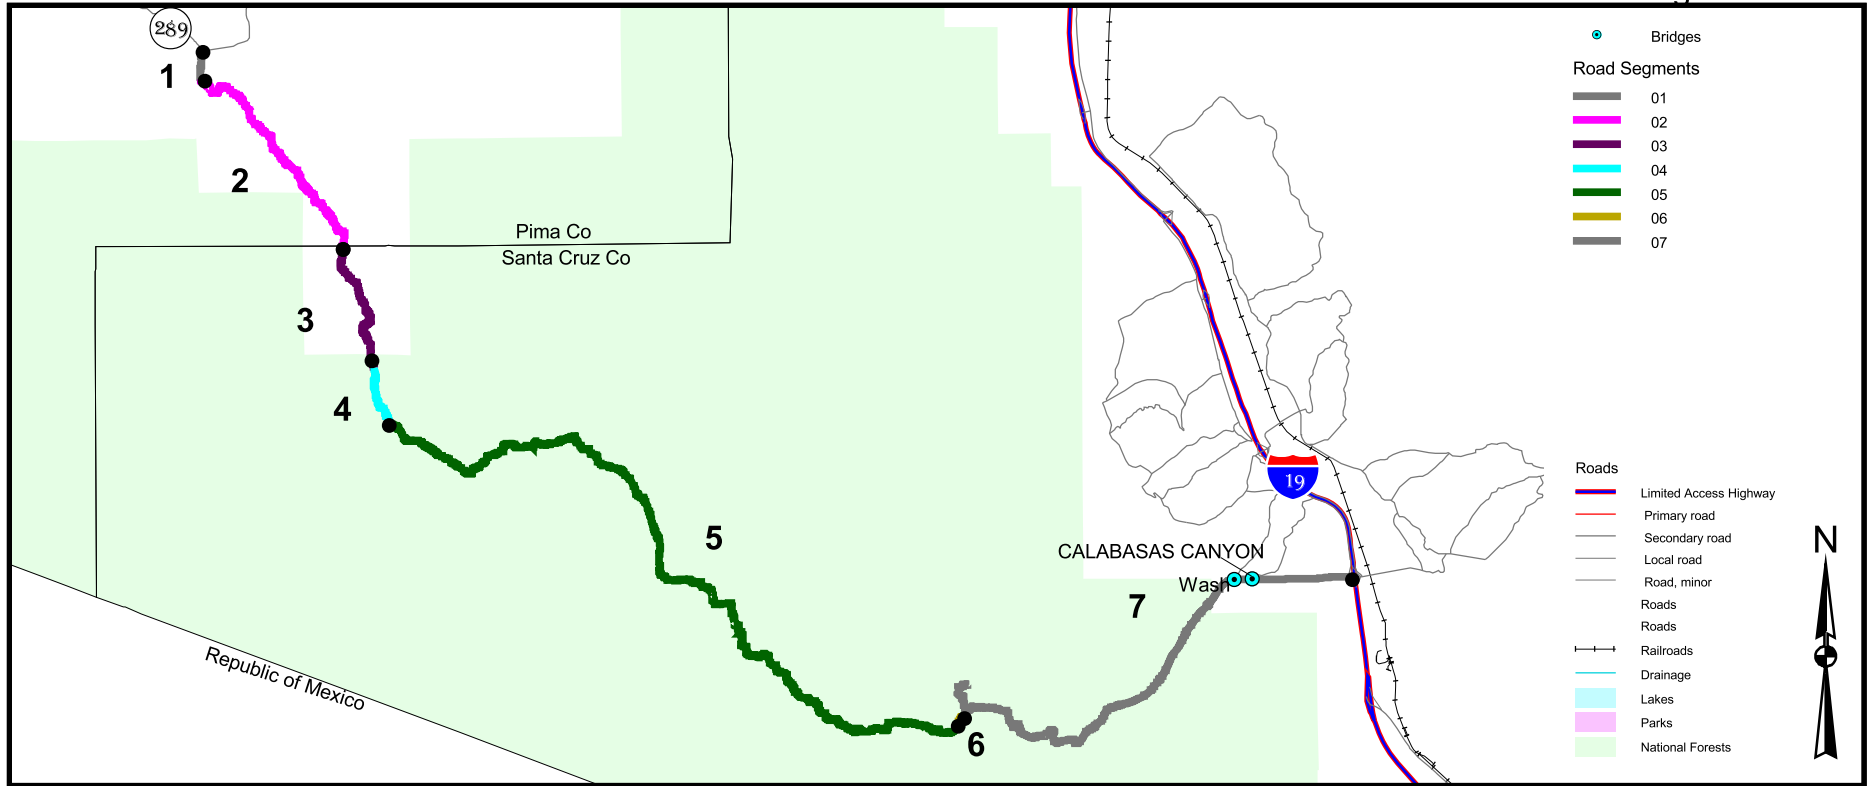 289
1
2
Pima Co
Santa Cruz Co
3
4
5
19
CALABASAS CANYON
Wash
7
Republic of Mexico
6
Bridges
Road Segments
01
02
03
04
05
06
07
Roads
Limited Access Highway
Primary road
Secondary road
Local road
Road, minor
Roads
Roads
Railroads
Drainage
Lakes
Parks
National Forests
N